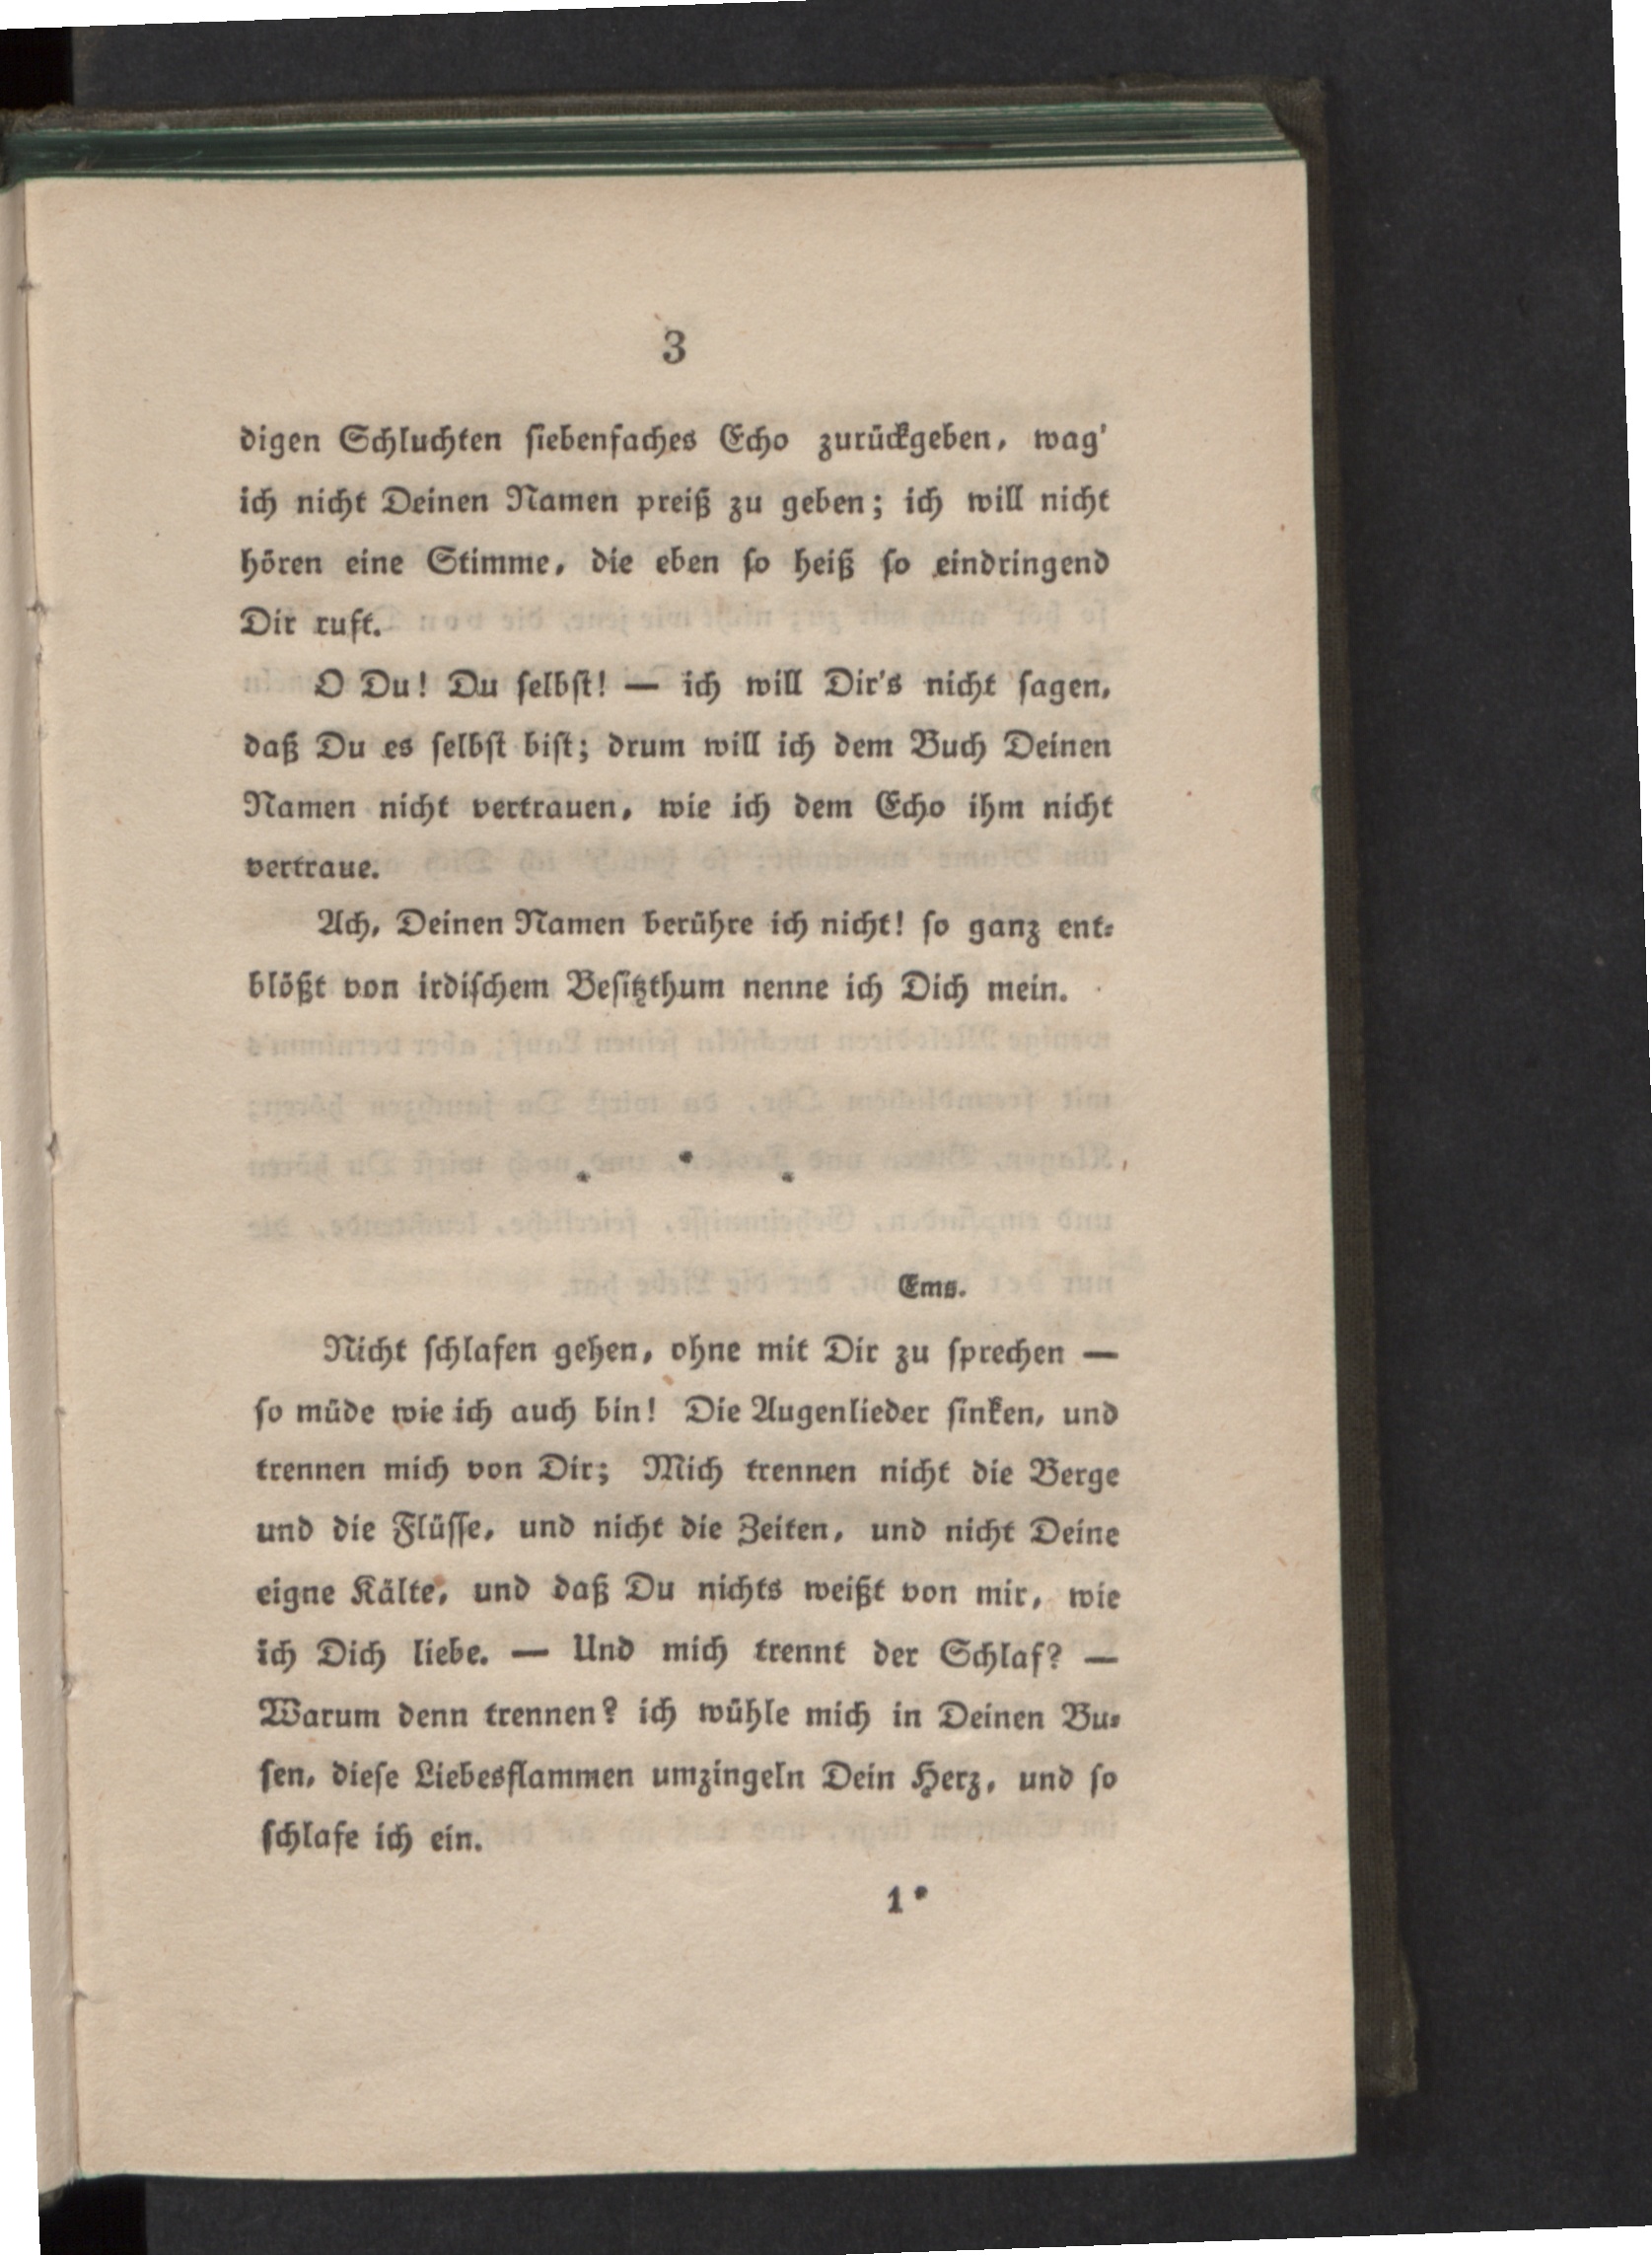 3
digen Schluchten ſiebenfaches Echo zurückgeben, wag'
ich nicht Deinen Namen preiß zu geben; ich will nicht
hören eine Stimme, die eben ſo heiß ſo eindringend
Dir ruft.
O Du! Du ſelbſt! — ich will Dir's nicht ſagen,
daß Du es ſelbſt biſt; drum will ich dem Buch Deinen
Namen nicht vertrauen, wie ich dem Echo ihm nicht
vertraue.
Ach, Deinen Namen berühre ich nicht! ſo ganz ent⸗
blößt von irdiſchem Beſitzthum nenne ich Dich mein.
* * *
Ems.
Nicht ſchlafen gehen, ohne mit Dir zu ſprechen —
ſo müde wie ich auch bin! Die Augenlieder ſinken, und
trennen mich von Dir; Mich trennen nicht die Berge
und die Flüſſe, und nicht die Zeiten, und nicht Deine
eigne Kälte, und daß Du nichts weißt von mir, wie
ich Dich liebe. — Und mich trennt der Schlaf? —
Warum denn trennen? ich wühle mich in Deinen Bu⸗
ſen, dieſe Liebesflammen umzingeln Dein Herz, und ſo
ſchlafe ich ein.
1*